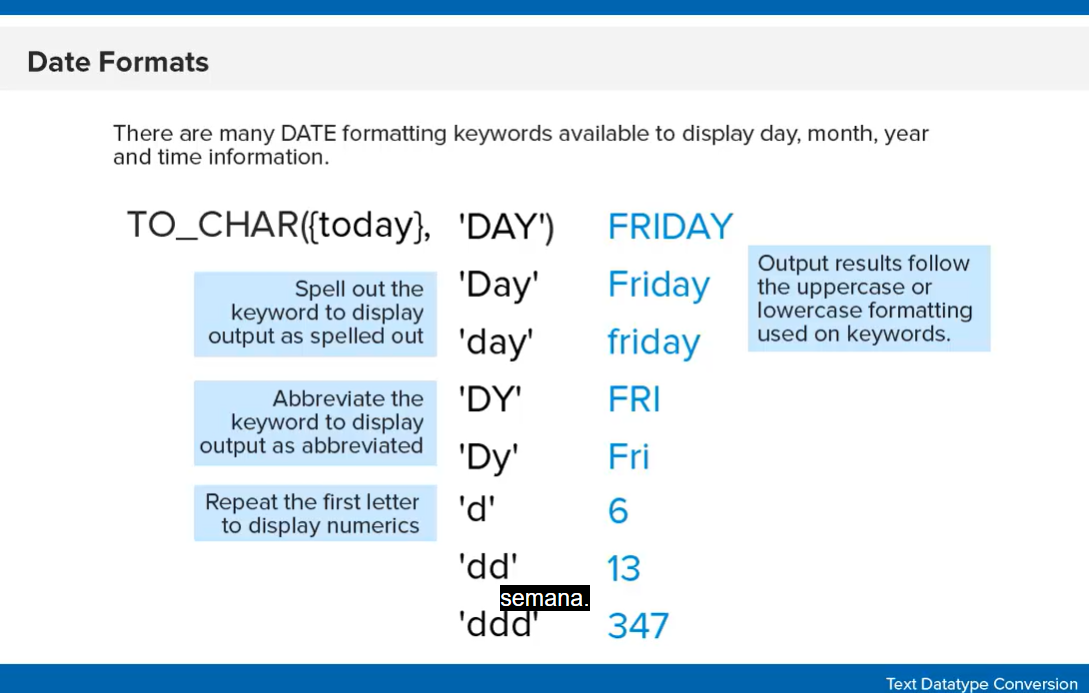 Date Formats
There are many DATE formatting keywords available to display day, month, year
and time information.
TO_CHAR({today}, 'DAY') FRIDAY
'Day' Friday
'day' friday
'DY' FRI
'Dy' Fri
'd' 6
'dd' 13
'ddd' 347
Spell out the
keyword to display
output as spelled out
Abbreviate the
keyword to display
output as abbreviated
Repeat the first letter
to display numerics
Output results follow
the uppercase or
lowercase formatting
used on keywords.
semana.
Text Datatype Conversion